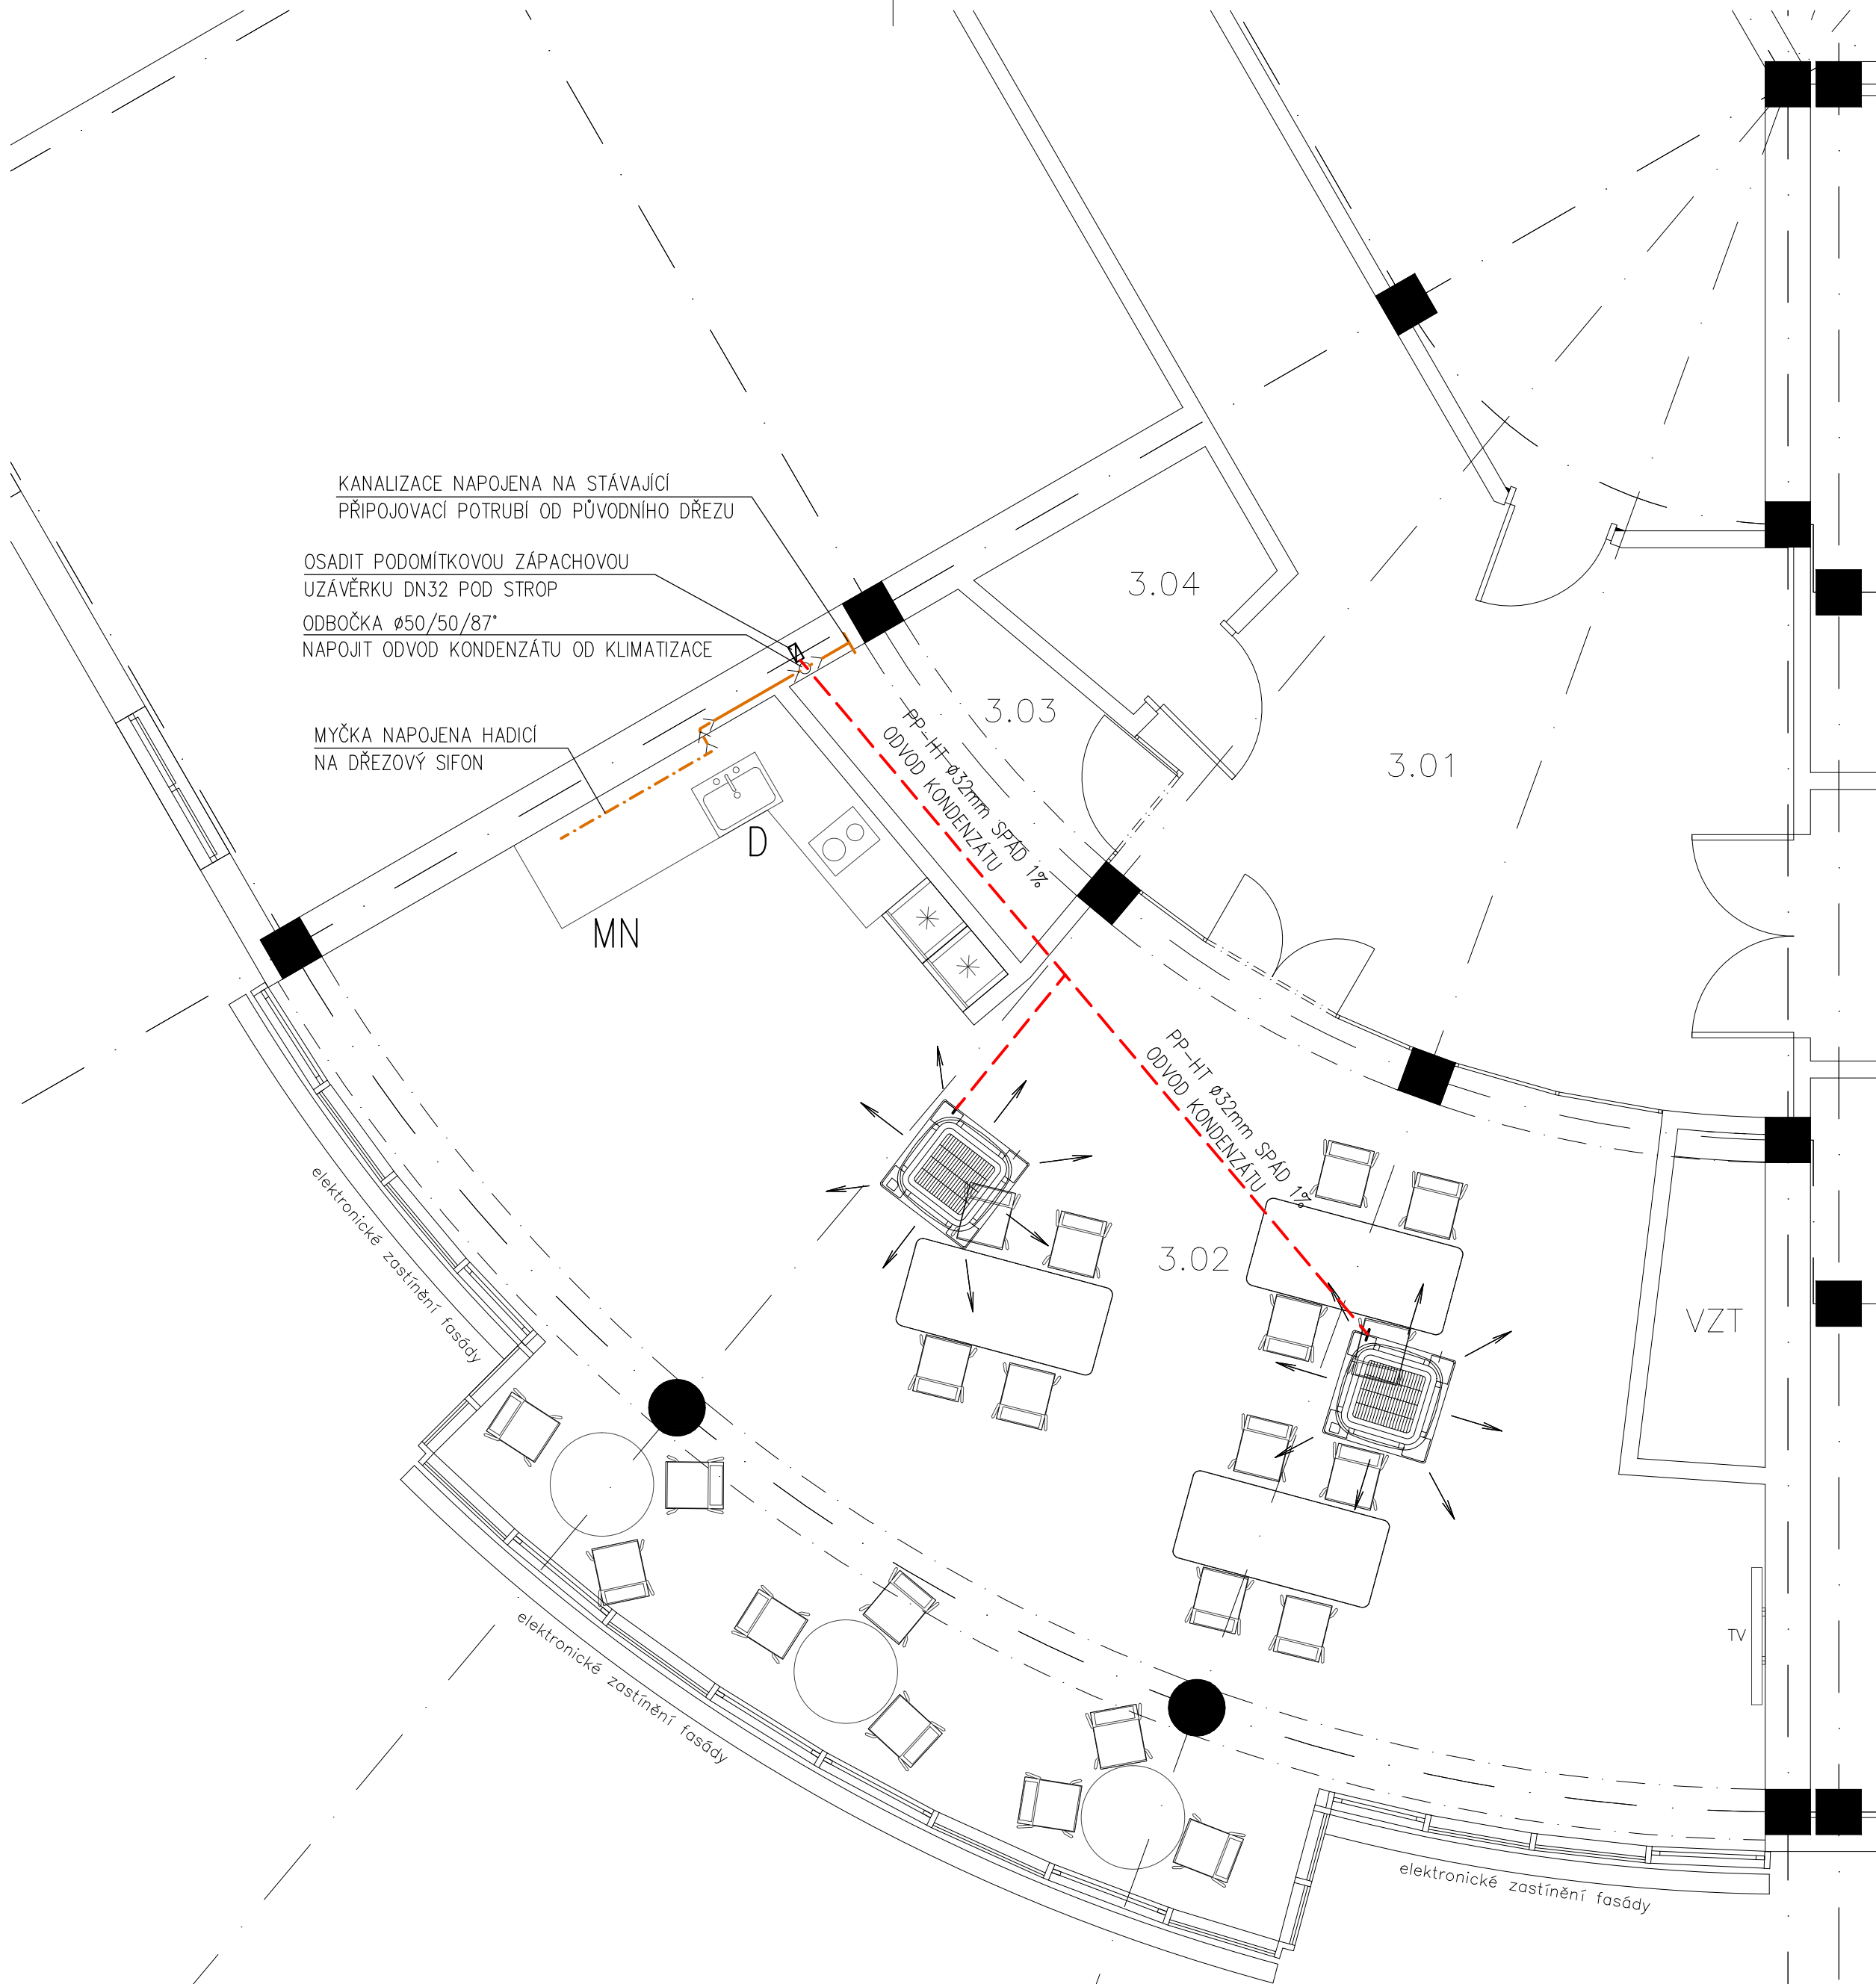 KANALIZACE NAPOJENA NA STÁVAJÍCÍ
PŘIPOJOVACÍ POTRUBÍ OD PŮVODNÍHO DŘEZU
OSADIT PODOMÍTKOVOU ZÁPACHOVOU
UZÁVĚRKU DN32 POD STROP
ODBOČKA ø50/50/87°
NAPOJIT ODVOD KONDENZÁTU OD KLIMATIZACE
MYČKA NAPOJENA HADICÍ
NA DŘEZOVÝ SIFON
3.04
3.03
3.01
PP-HT ø32mm SPÁD 1%
ODVOD KONDENZÁTU
D
MN
PP-HT ø32mm SPÁD 1%
ODVOD KONDENZÁTU
3.02
VZT
TV
elektronické zastínění fasády
elektronické zastínění fasády
elektronické zastínění fasády